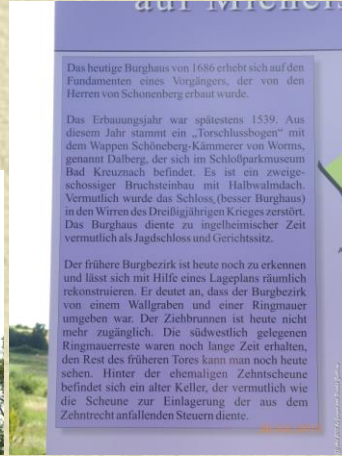 auf Michels
Das heutige Burghaus von 1686 erhebt sich auf den
Fundamenten eines Vorgängers, der von den
Herren von Schonenberg erbaut wurde.
Das Erbauungsjahr war spätestens 1539. Aus
diesem Jahr stammt ein „Torschlussbogen“ mit
dem Wappen Schöneberg-Kämmerer von Worms,
genannt Dalberg, der sich im Schloßparkmuseum
Bad Kreuznach befindet. Es ist ein zweige-
schossiger Bruchsteinbau mit Halbwalmdach.
Vermutlich wurde das Schloss (besser Burghaus)
in den Wirren des Dreißigjährigen Krieges zerstört.
Das Burghaus diente zu ingelheimischer Zeit
vermutlich als Jagdschloss und Gerichtssitz.
Der frühere Burgbezirk ist heute noch zu erkennen
und lässt sich mit Hilfe eines Lageplans räumlich
rekonstruieren. Er deutet an, dass der Burgbezirk
von einem Wallgraben und einer Ringmauer
umgeben war. Der Ziehbrunnen ist heute nicht
mehr zugänglich. Die südwestlich gelegenen
Ringmauerreste waren noch lange Zeit erhalten,
den Rest des früheren Tores kann man noch heute
sehen. Hinter der ehemaligen Zehntscheune
befindet sich ein alter Keller, der vermutlich wie
die Scheune zur Einlagerung der aus dem
Zehntrecht anfallenden Steuern diente.